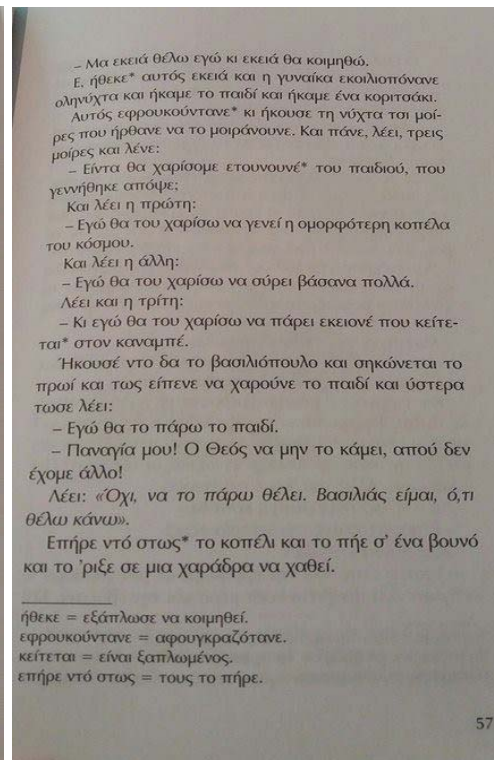 – Μα εκειά θέλω εγώ κι εκειά θα κοιμηθώ.
Ε, ήθεκε* αυτός εκειά και η γυναίκα εκοιλιοπόνανε
οληνύχτα και ήκαμε το παιδί και ήκαμε ένα κοριτσάκι.
Αυτός εφρουκούντανε* κι ήκουσε τη νύχτα τσι μοί-
ρες που ήρθανε να το μοιράνουνε. Και πάνε, λέει, τρεις
μοίρες και λένε:
– Είντα θα χαρίσομε ετουνουνέ* του παιδιού, που
γεννήθηκε απόψε;
Και λέει η πρώτη:
– Εγώ θα του χαρίσω να γενεί η ομορφότερη κοπέλα
του κόσμου.
Και λέει η άλλη:
– Εγώ θα του χαρίσω να σύρει βάσανα πολλά.
Λέει και η τρίτη:
– Κι εγώ θα του χαρίσω να πάρει εκειονέ που κείτε-
ται* στον καναμπέ.
Ήκουσέ ντο δα το βασιλιόπουλο και σηκώνεται το
πρωί και τως είπενε να χαρούνε το παιδί και ύστερα
τωσε λέει:
– Εγώ θα το πάρω το παιδί.
– Παναγία μου! Ο Θεός να μην το κάμει, απού δεν
έχομε άλλο!
Λέει: «Όχι, να το πάρω θέλει. Βασιλιάς είμαι, ό,τι
θέλω κάνω».
Επήρε ντό στως* το κοπέλι και το πήε σ' ένα βουνό
και το 'ριξε σε μια χαράδρα να χαθεί.
ήθεκε = εξάπλωσε να κοιμηθεί.
εφρουκούντανε = αφουγκραζότανε.
κείτεται = είναι ξαπλωμένος.
επήρε ντό στως = τους το πήρε.
57